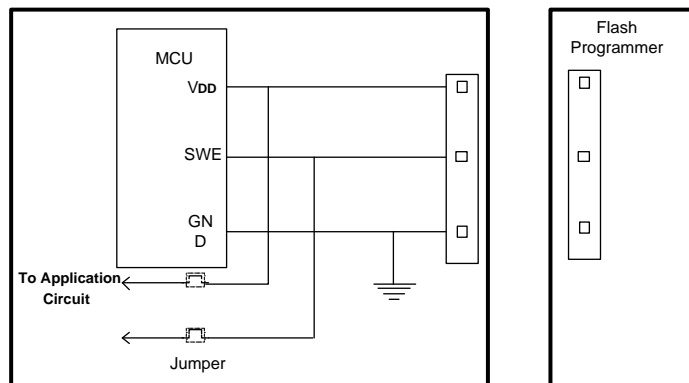 MCU
VDD
SWE
GN
D
To Application
Circuit
Jumper
Flash
Programmer